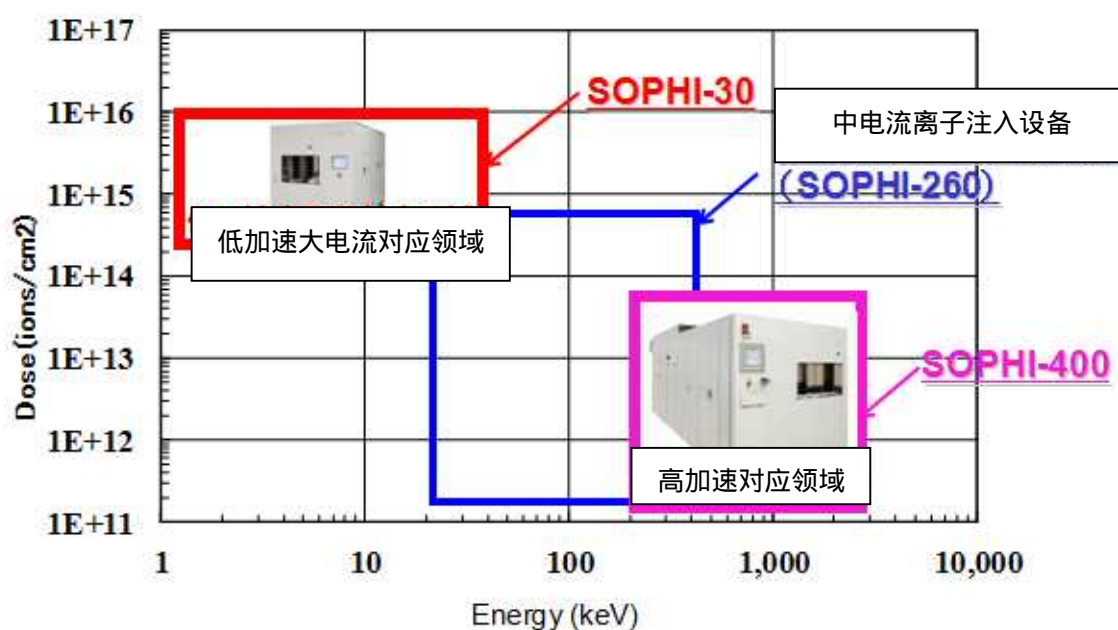 1E+17
1E+16
1E+15
1E+14
1E+13
1E+12
1E+11
Dose(ions/cm2)
SOPHI-30
中电流离子注入设备
(SOPHI-260)
低加速大电流对应领域
SOPHI-400
高加速对应领域
1 10 100 1,000 10,000
Energy (keV)